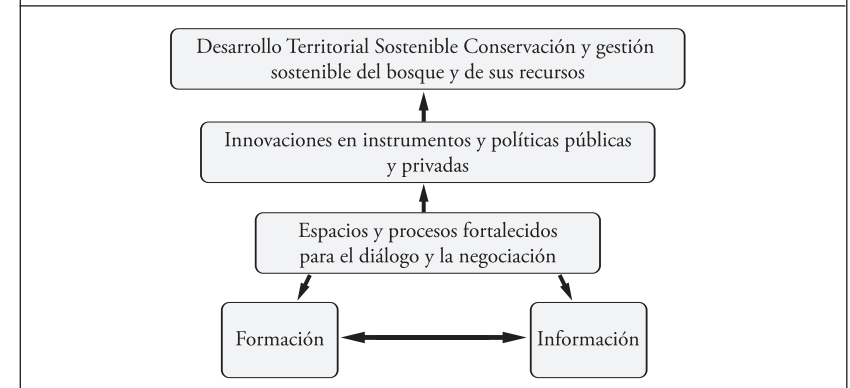 Desarrollo Territorial Sostenible Conservación y gestión
sostenible del bosque y de sus recursos
Innovaciones en instrumentos y políticas públicas
y privadas
Espacios y procesos fortalecidos
para el diálogo y la negociación
Formación
Información